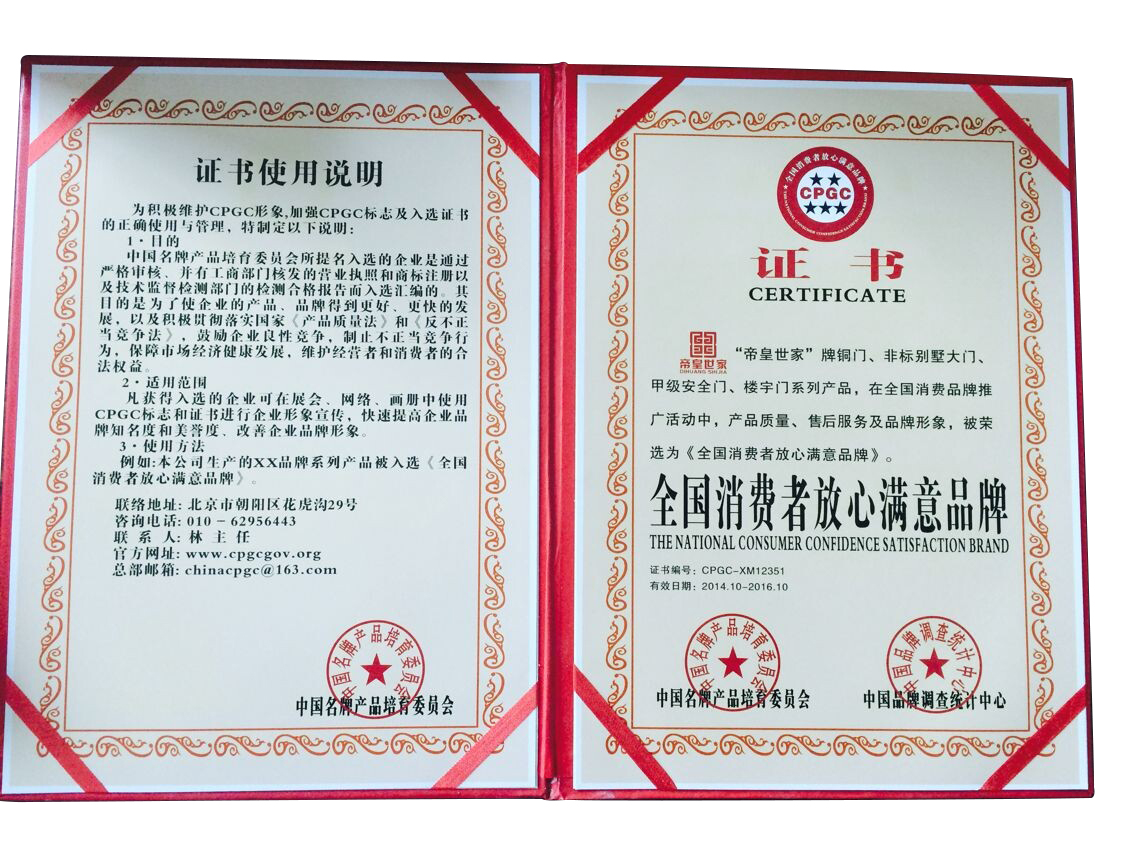 证书使用说明
为积极维护CPGC形象,加强CPGC标志及入选证书
的正确使用与管理，特制定以下说明：
1·目的
中国名牌产品培育委员会所提名入选的企业是通过
严格审核、并有工商部门核发的营业执照和商标注册以
及技术监督检测部门的检测合格报告而入选汇编的。其
目的是为了使企业的产品、品牌得到更好、更快的发
展，以及积极贯彻落实国家《产品质量法》和《反不正
当竞争法》，鼓励企业良性竞争，制止不正当竞争行
为，保障市场经济健康发展，维护经营者和消费者的合
法权益。
2·适用范围
凡获得入选的企业可在展会、网络、画册中使用
CPGC标志和证书进行企业形象宣传，快速提高企业品
牌知名度和美誉度、改善企业品牌形象。
3·使用方法
例如:本公司生产的XX品牌系列产品被入选《全国
消费者放心满意品牌》。
联络地址: 北京市朝阳区花虎沟29号
咨询电话: 010－62956443
联 系 人: 林 主 任
官方网址: www.cpgcgov.org
总部邮箱: chinacpgc@163.com
中国名牌产品培育委员会
中国名牌产品培育委员会
全国消费者放心满意品牌
CPGC
THE NATIONAL CONSUMER CONFIDENCE SATISFACTION BRAND
证 书
CERTIFICATE
帝皇世家
DIHUANG SHIJIA
“帝皇世家”牌铜门、非标别墅大门、
甲级安全门、楼宇门系列产品，在全国消费品牌推
广活动中，产品质量、售后服务及品牌形象，被荣
选为《全国消费者放心满意品牌》。
全国消费者放心满意品牌
THE NATIONAL CONSUMER CONFIDENCE SATISFACTION BRAND
证书编号：CPGC-XM12351
有效日期：2014.10-2016.10
中国名牌产品培育委员会
中国名牌产品培育委员会
中国品牌调查统计中心
中国品牌调查统计中心